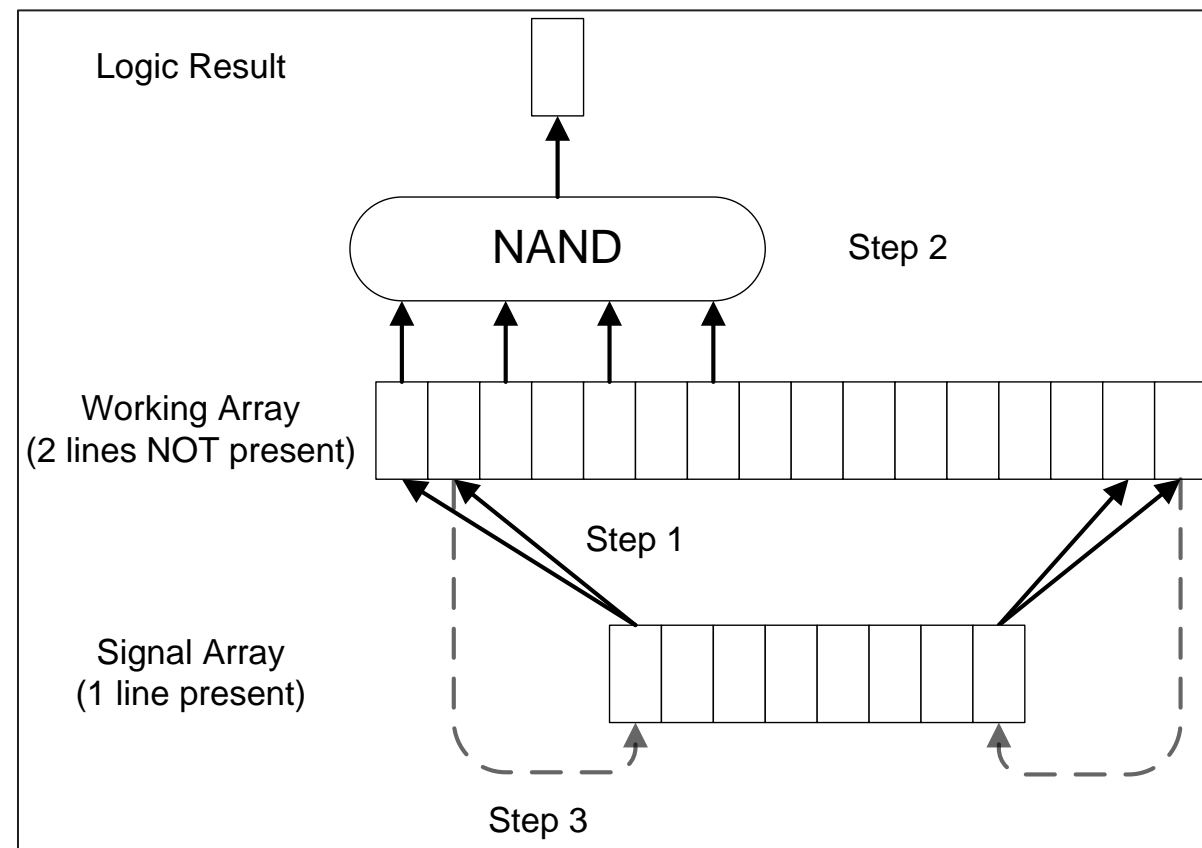 Logic Result
NAND
Step 2
Working Array
(2 lines NOT present)
Step 1
Signal Array
(1 line present)
Step 3